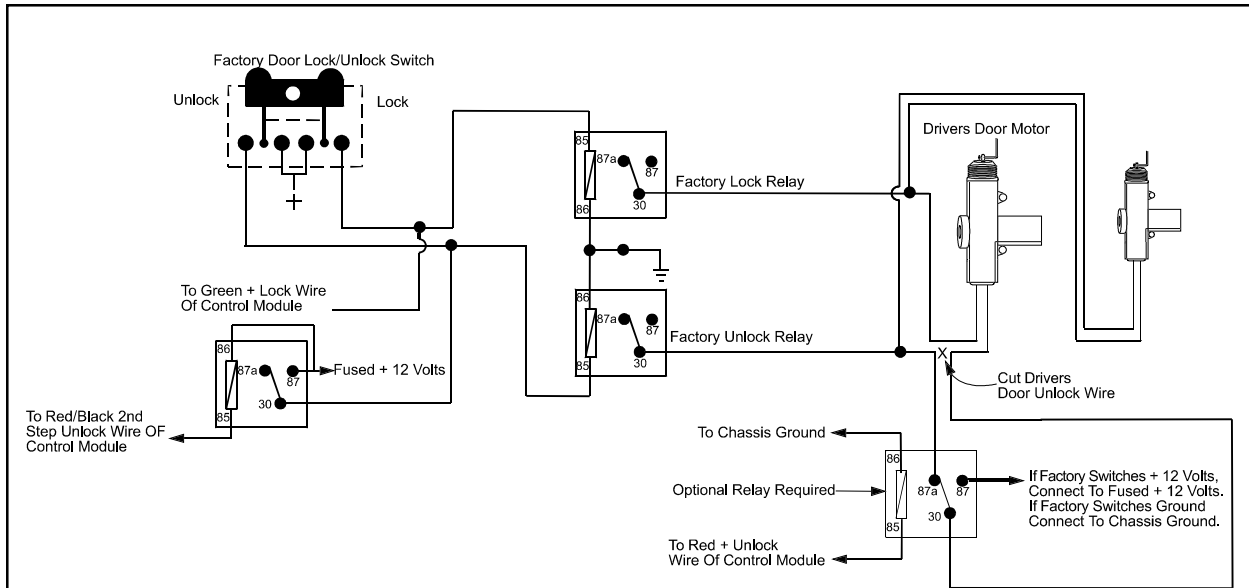 Factory Door Lock/Unlock Switch
Unlock
Lock
+
85
87a
87
86
30
Factory Lock Relay
Drivers Door Motor
To Green + Lock Wire
Of Control Module
86
87a
87
85
30
Factory Unlock Relay
86
87a
87
30
85
Fused + 12 Volts
To Red/Black 2nd
Step Unlock Wire OF
Control Module
X
Cut Drivers
Door Unlock Wire
To Chassis Ground
86
87a
87
30
85
Optional Relay Required
If Factory Switches + 12 Volts,
Connect To Fused + 12 Volts.
If Factory Switches Ground
Connect To Chassis Ground.
To Red + Unlock
Wire Of Control Module